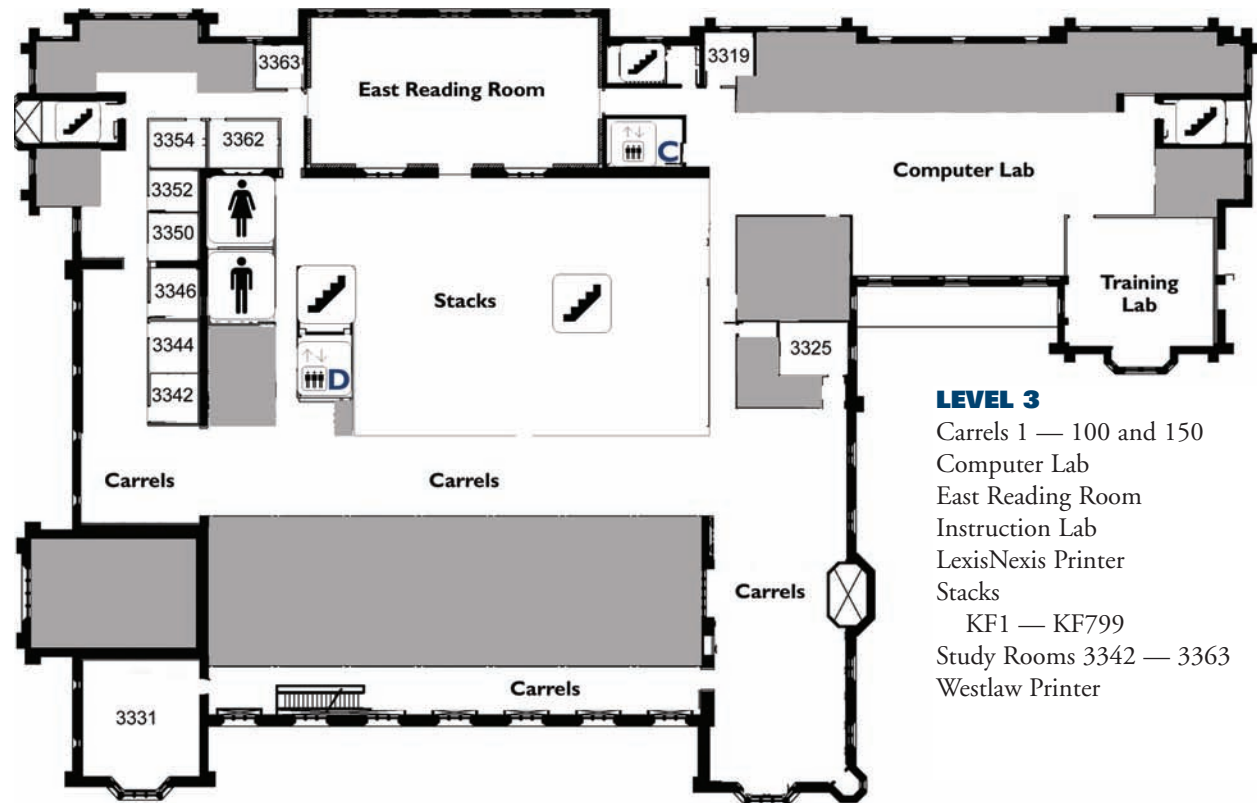 3363
East Reading Room
3319
3354
3362
C
Computer Lab
3352
3350
3346
Stacks
Training
Lab
3344
3325
D
3342
LEVEL 3
Carrels 1 — 100 and 150
Computer Lab
East Reading Room
Instruction Lab
LexisNexis Printer
Stacks
KF1 — KF799
Study Rooms 3342 — 3363
Westlaw Printer
Carrels
Carrels
Carrels
Carrels
3331